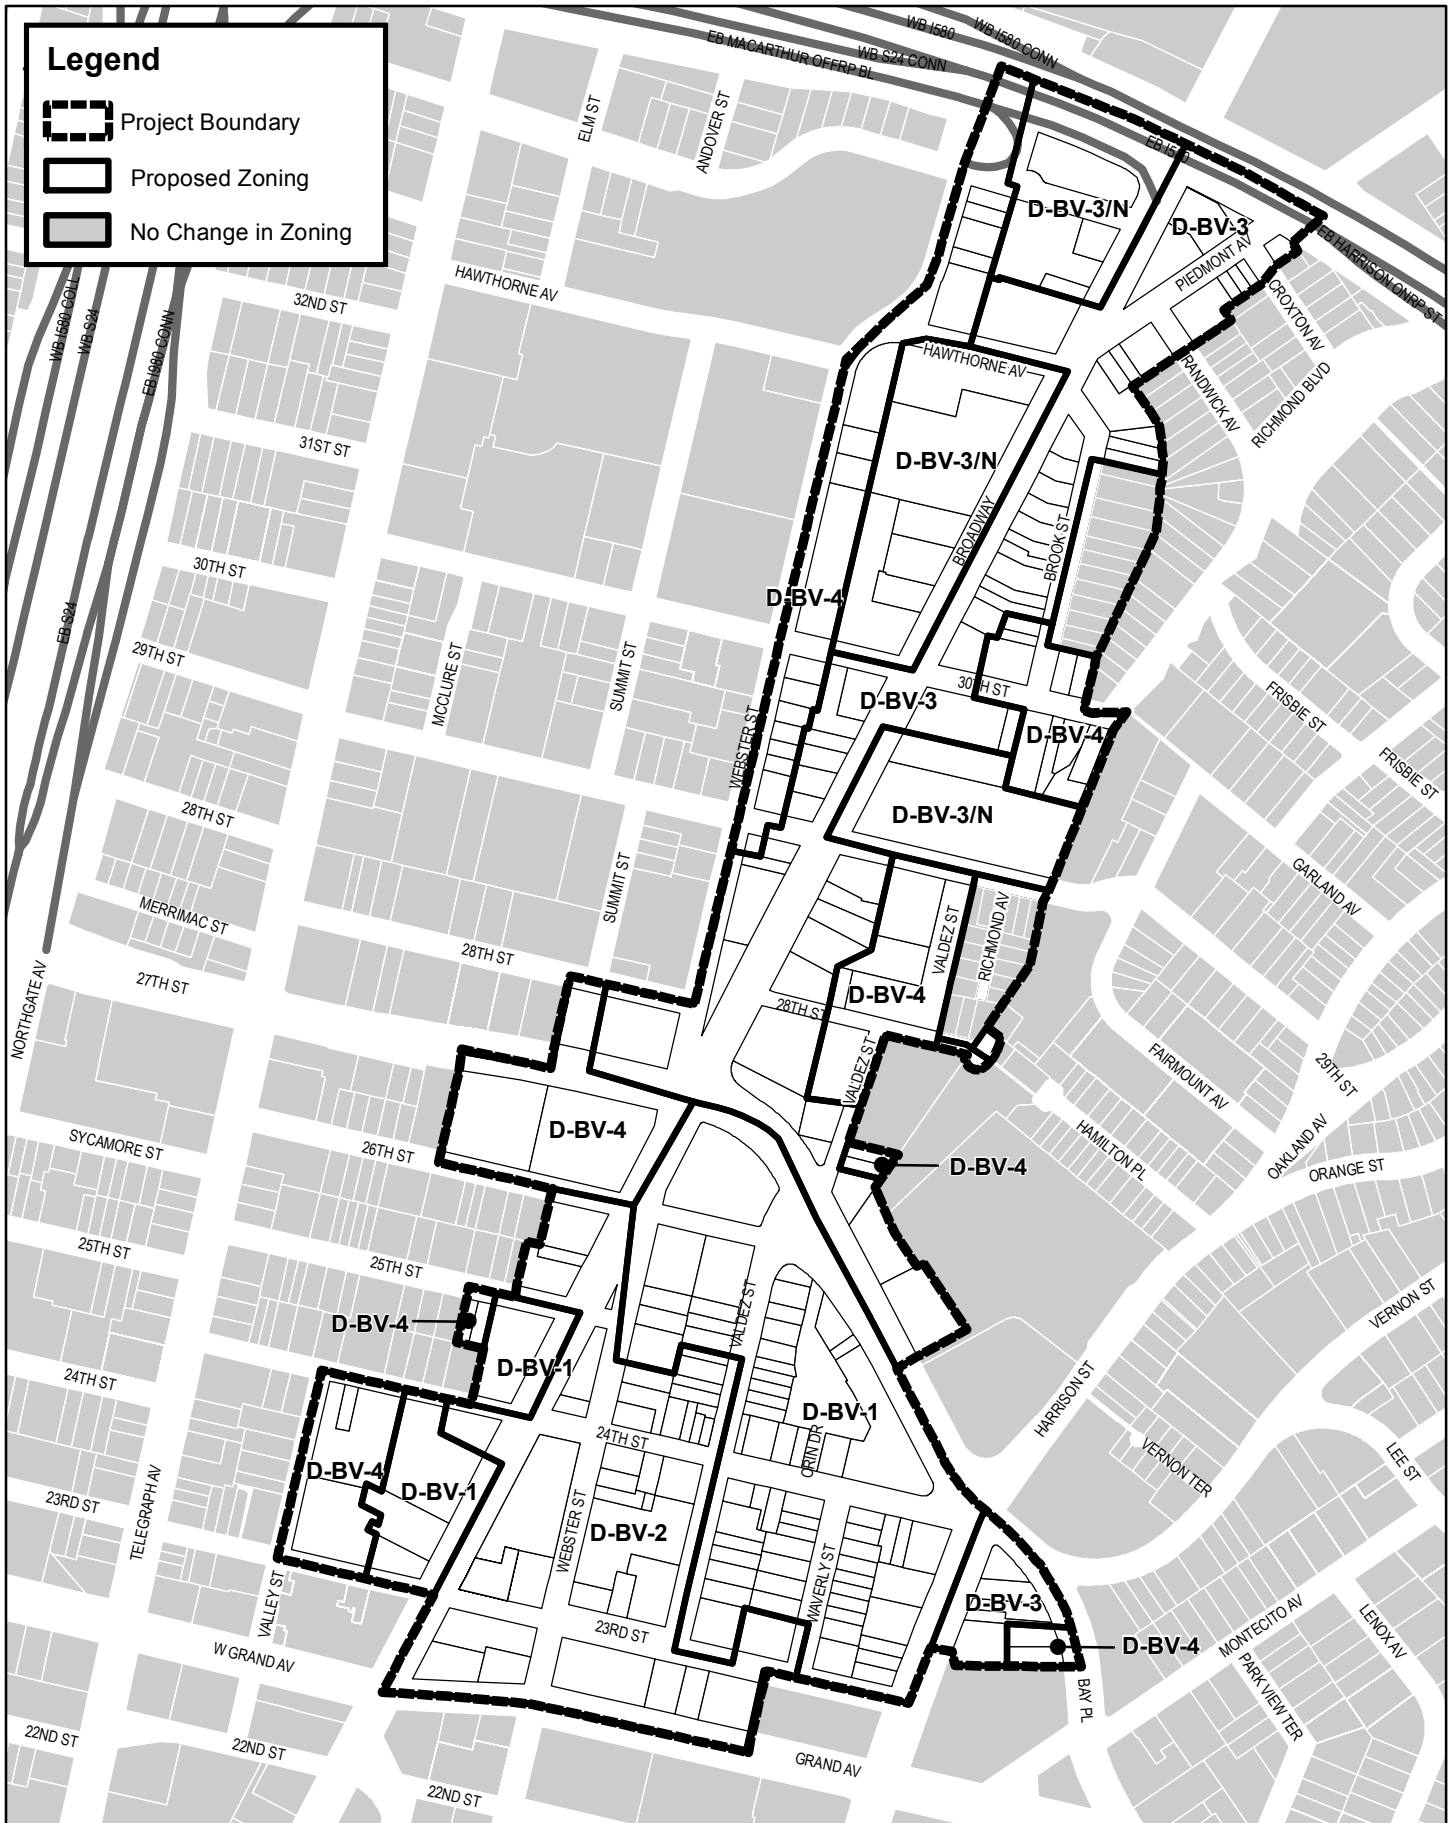 Legend
Project Boundary
Proposed Zoning
No Change in Zoning
WB I580
WB I580 CONN
EB MACARTHUR OFFRP BL
WB S24 CONN
ELM ST
ANDOVER ST
EB I580
D-BV-3/N
D-BV-3
PIEDMONT AV
EB HARRISON ONRP ST
HAWTHORNE AV
32ND ST
WB I580 COLL
WB S24
EB I980 CONN
CROXTON AV
HAWTHORNE AV
RANDWICK AV
RICHMOND BLVD
31ST ST
D-BV-3/N
BROADWAY
BROOK ST
30TH ST
D-BV-4
EB S24
29TH ST
MCCLURE ST
SUMMIT ST
30TH ST
D-BV-3
WEBSTER ST
D-BV-4
FRISBIE ST
FRISBIE ST
28TH ST
D-BV-3/N
SUMMIT ST
GARLAND AV
MERRIMAC ST
28TH ST
VALDEZ ST
RICHMOND AV
27TH ST
D-BV-4
28TH ST
NORTHGATE AV
VALDEZ ST
FAIRMOUNT AV
29TH ST
SYCAMORE ST
26TH ST
D-BV-4
HAMILTON PL
OAKLAND AV
ORANGE ST
D-BV-4
25TH ST
25TH ST
VALDEZ ST
VERNON ST
D-BV-4
D-BV-1
24TH ST
HARRISON ST
D-BV-1
24TH ST
ORIN DR
VERNON TER
LEE ST
D-BV-4
D-BV-1
23RD ST
TELEGRAPH AV
WEBSTER ST
D-BV-2
WAVERLY ST
D-BV-3
VALLEY ST
23RD ST
D-BV-4
MONTECITO AV
LENOX AV
W GRAND AV
PARK VIEW TER
BAY PL
22ND ST
22ND ST
GRAND AV
22ND ST